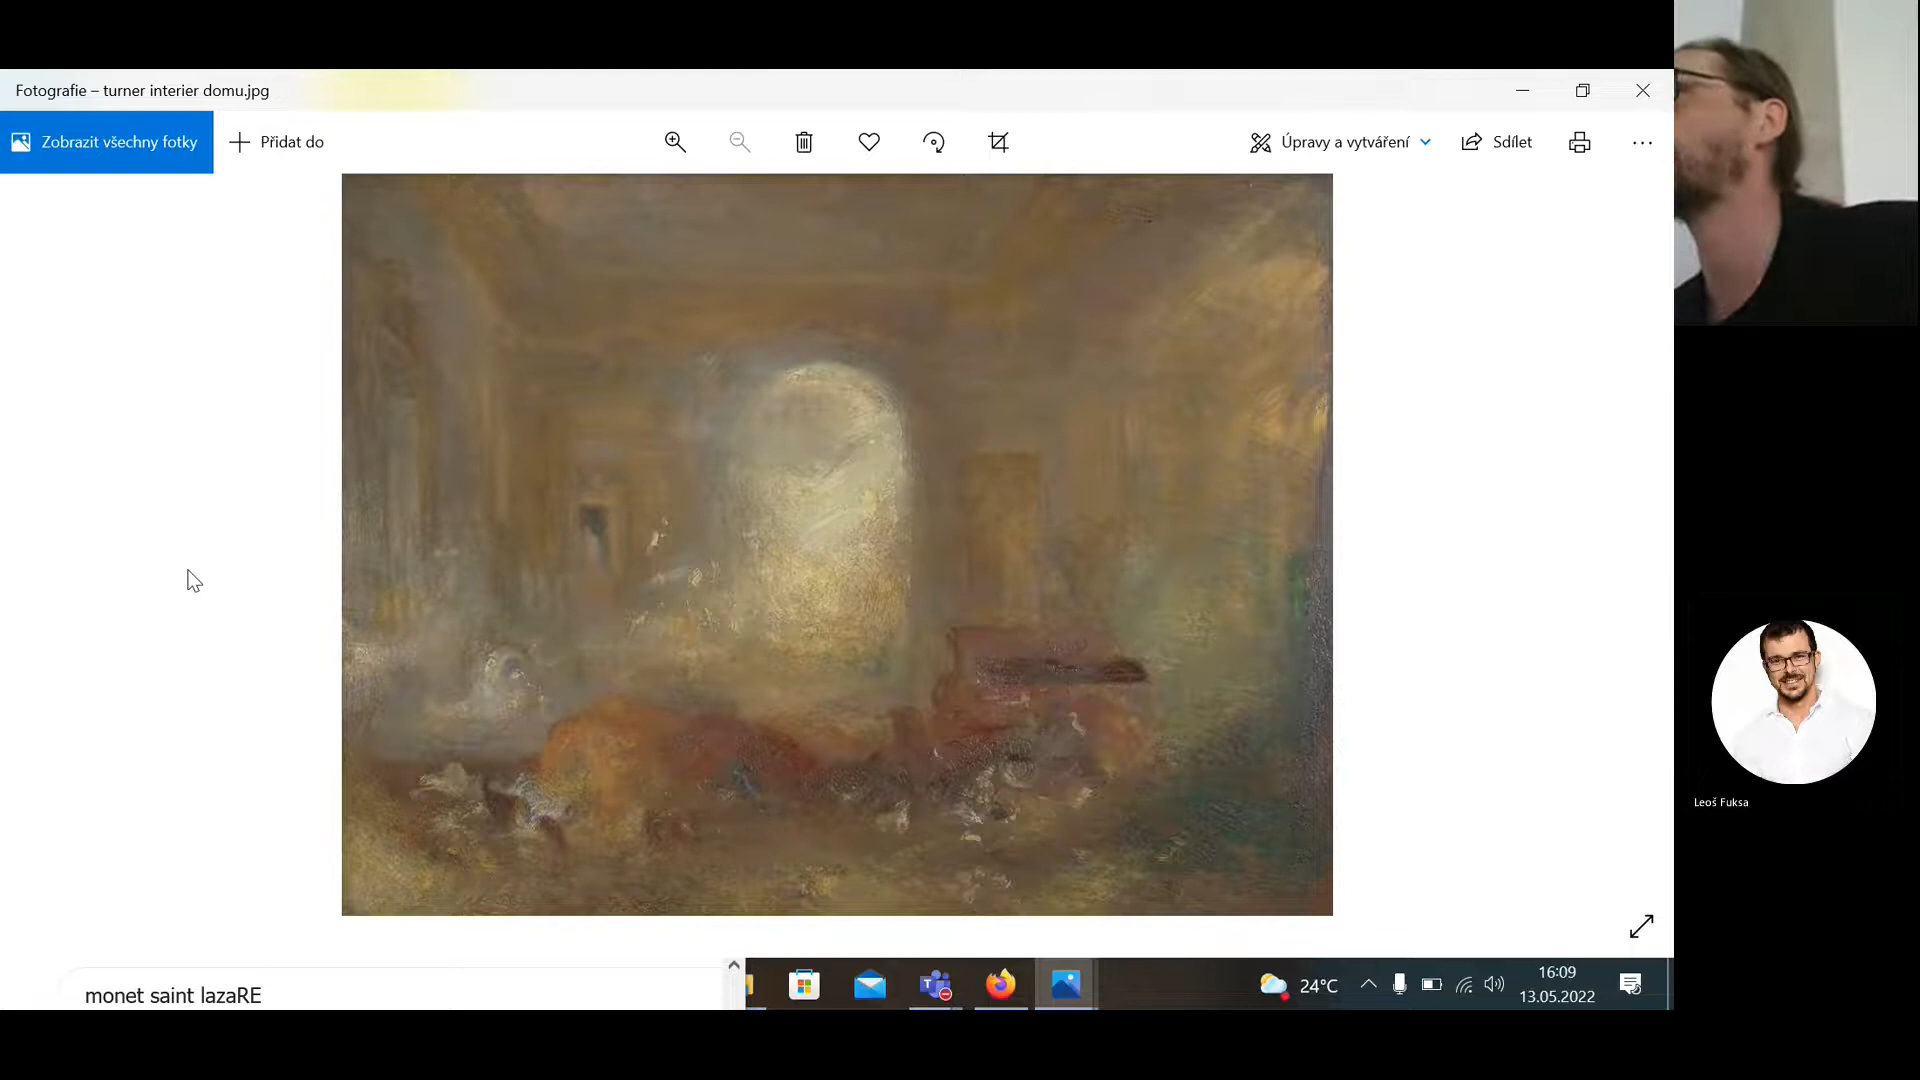 Fotografie – turner interier domu.jpg
Zobrazit všechny fotky
Přidat do
Úpravy a vytváření
Sdílet
Leoš Fuksa
monet saint lazaRE
24°C
16:09
13.05.2022